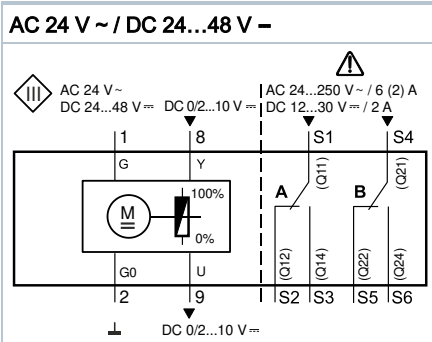 AC 24 V ~ / DC 24...48 V ⎓
III
AC 24 V ~
DC 24...48 V ⎓
DC 0/2...10 V ⎓
AC 24...250 V ~ / 6 (2) A
DC 12...30 V ⎓ / 2 A
1 8 S1 S4
G Y (Q11) (Q21)
100%
A B
M
0%
(Q12) (Q14) (Q22) (Q24)
G0 U
2 9 S2 S3 S5 S6
DC 0/2...10 V ⎓